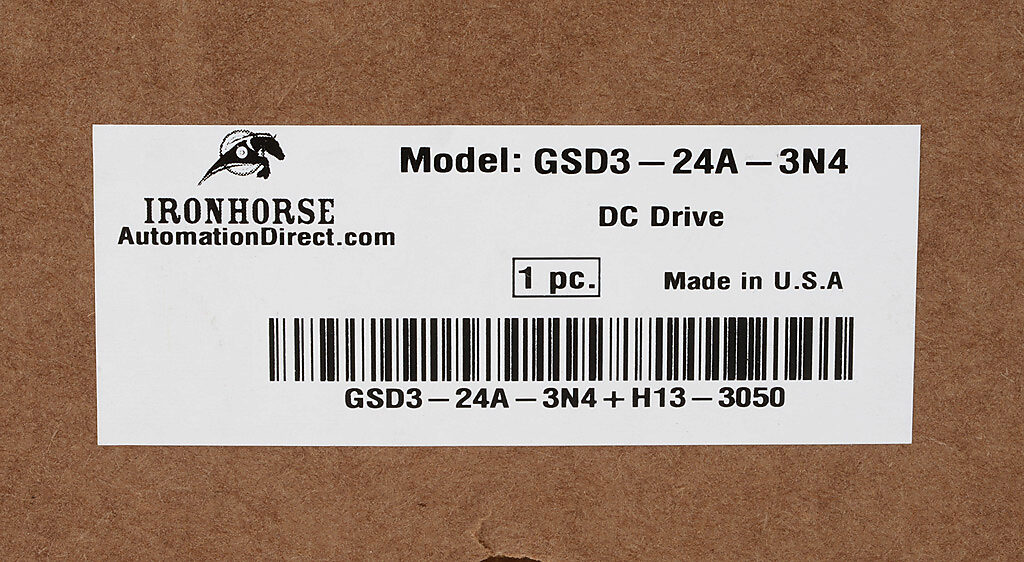 Model: GSD3 – 24A – 3N4
IRONHORSE
AutomationDirect.com
DC Drive
1 pc.
Made in U.S.A
GSD3 – 24A – 3N4 + H13 – 3050